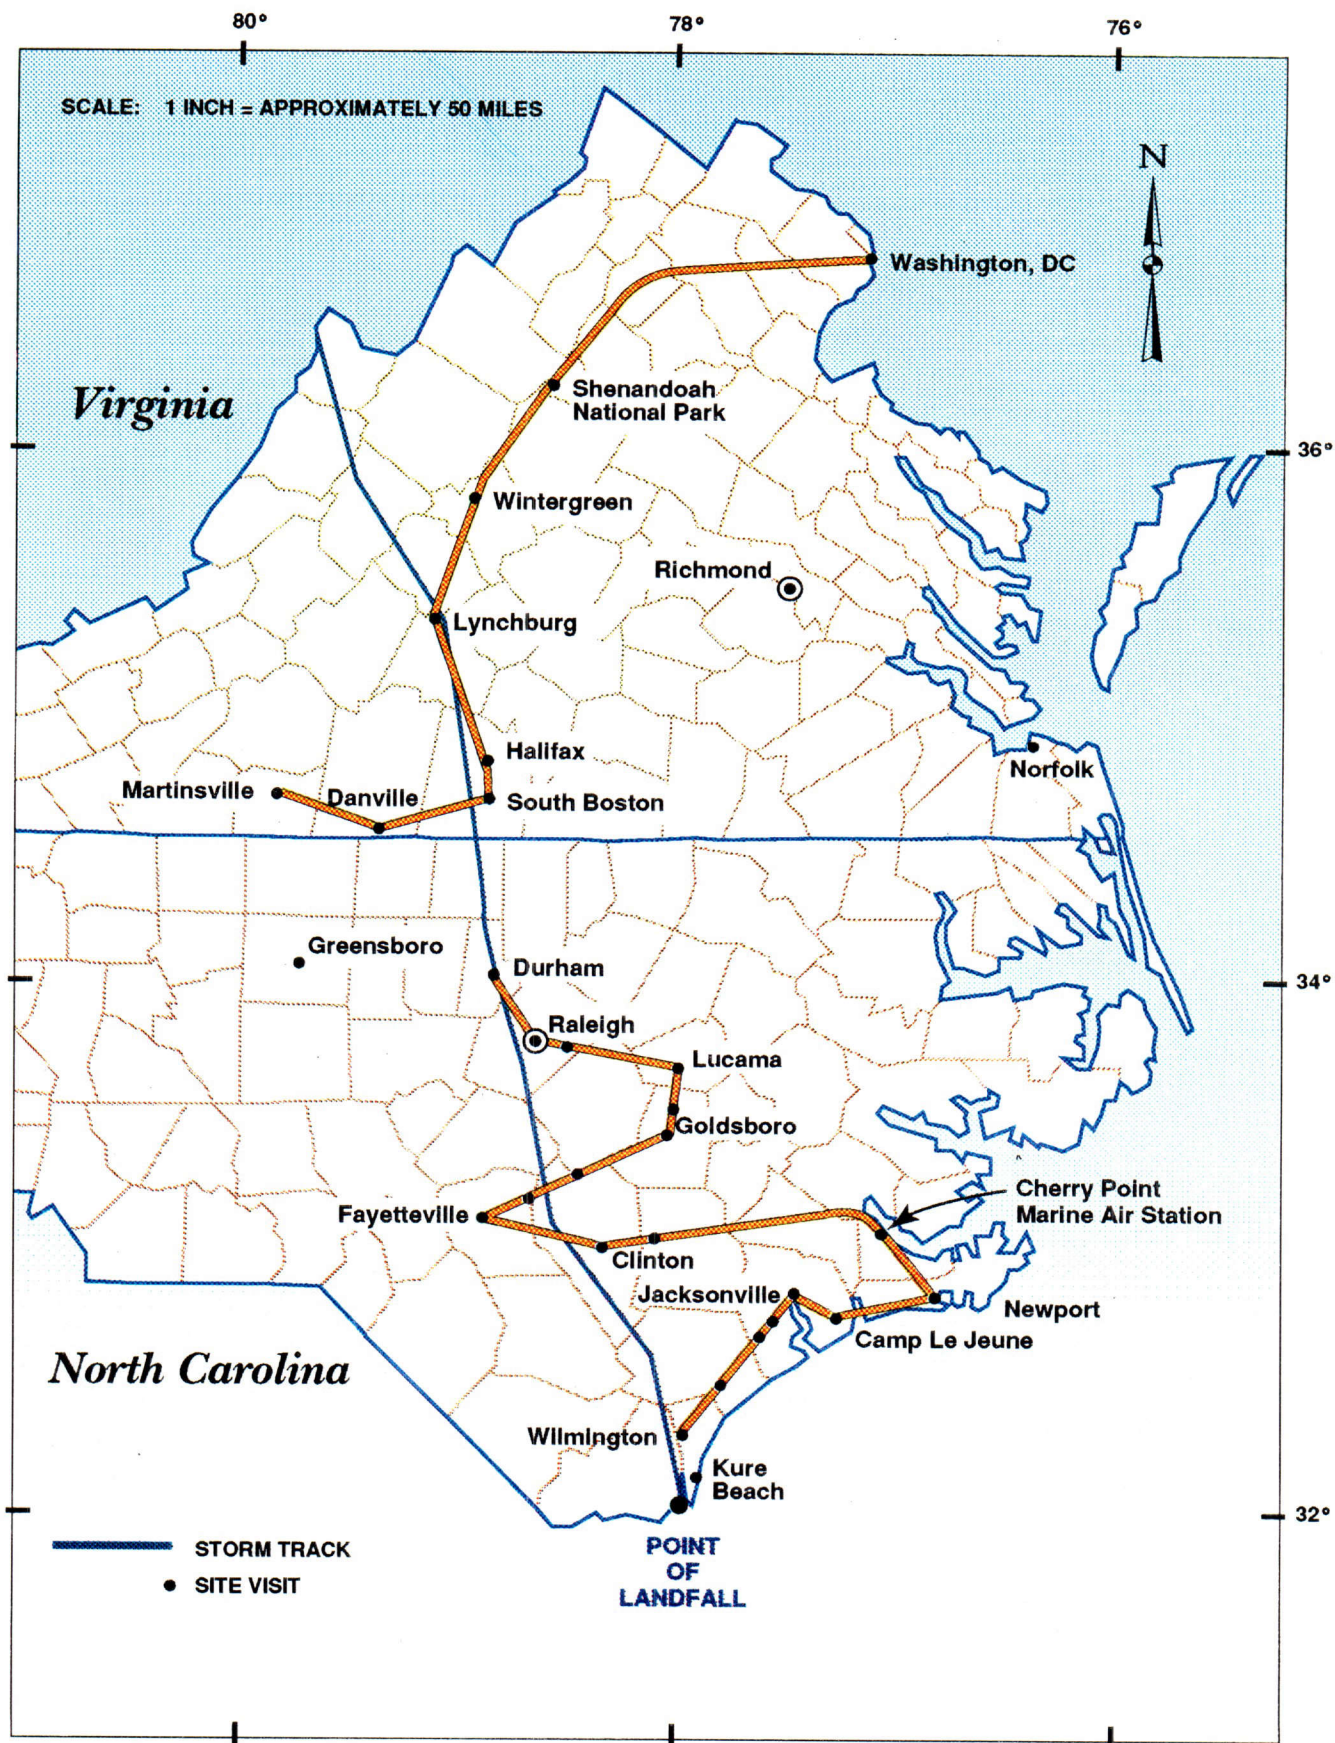 80°
78°
76°
SCALE: 1 INCH = APPROXIMATELY 50 MILES
N
Washington, DC
Virginia
Shenandoah
National Park
36°
Wintergreen
Richmond
Lynchburg
Halifax
Norfolk
Martinsville
Danville
South Boston
Greensboro
Durham
34°
Raleigh
Lucama
Goldsboro
Cherry Point
Marine Air Station
Fayetteville
Clinton
Jacksonville
Newport
Camp Le Jeune
North Carolina
Wilmington
Kure
Beach
32°
STORM TRACK
SITE VISIT
POINT
OF
LANDFALL